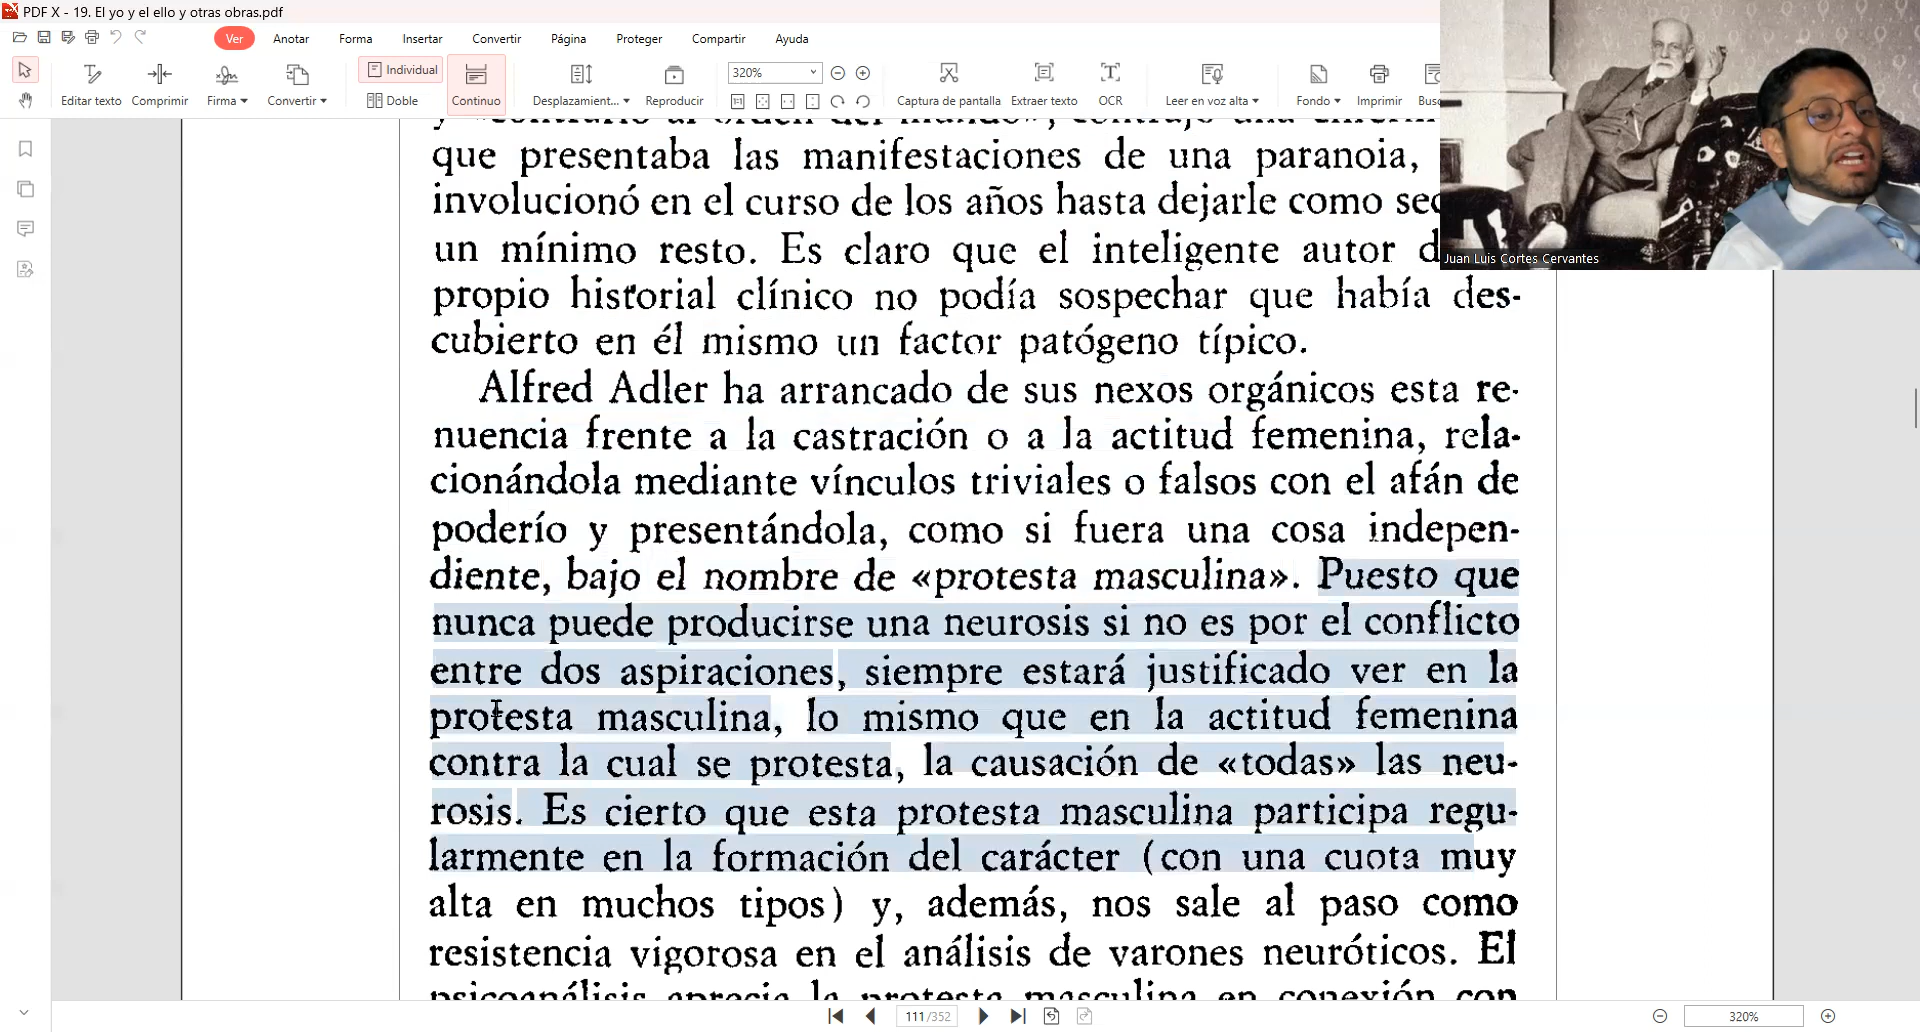 PDF X - 19. El yo y el ello y otras obras.pdf
Ver Anotar Forma Insertar Convertir Página Proteger Compartir Ayuda
Editar texto Comprimir Firma Convertir Individual Doble Continuo Desplazamient... Reproducir 320% Captura de pantalla Extraer texto OCR Leer en voz alta Fondo Imprimir
Juan Luis Cortes Cervantes
que presentaba las manifestaciones de una paranoia,
involucionó en el curso de los años hasta dejarle como
un mínimo resto. Es claro que el inteligente autor
propio historial clínico no podía sospechar que había des-
cubierto en él mismo un factor patógeno típico.
Alfred Adler ha arrancado de sus nexos orgánicos esta re-
nuencia frente a la castración o a la actitud femenina, rela-
cionándola mediante vínculos triviales o falsos con el afán de
poderío y presentándola, como si fuera una cosa indepen-
diente, bajo el nombre de «protesta masculina». Puesto que
nunca puede producirse una neurosis si no es por el conflicto
entre dos aspiraciones, siempre estará justificado ver en la
protesta masculina, lo mismo que en la actitud femenina
contra la cual se protesta, la causación de «todas» las neu-
rosis. Es cierto que esta protesta masculina participa regu-
larmente en la formación del carácter (con una cuota muy
alta en muchos tipos) y, además, nos sale al paso como
resistencia vigorosa en el análisis de varones neuróticos. El
psicoanálisis aprecia la protesta masculina en conexión con
111 /352
320%